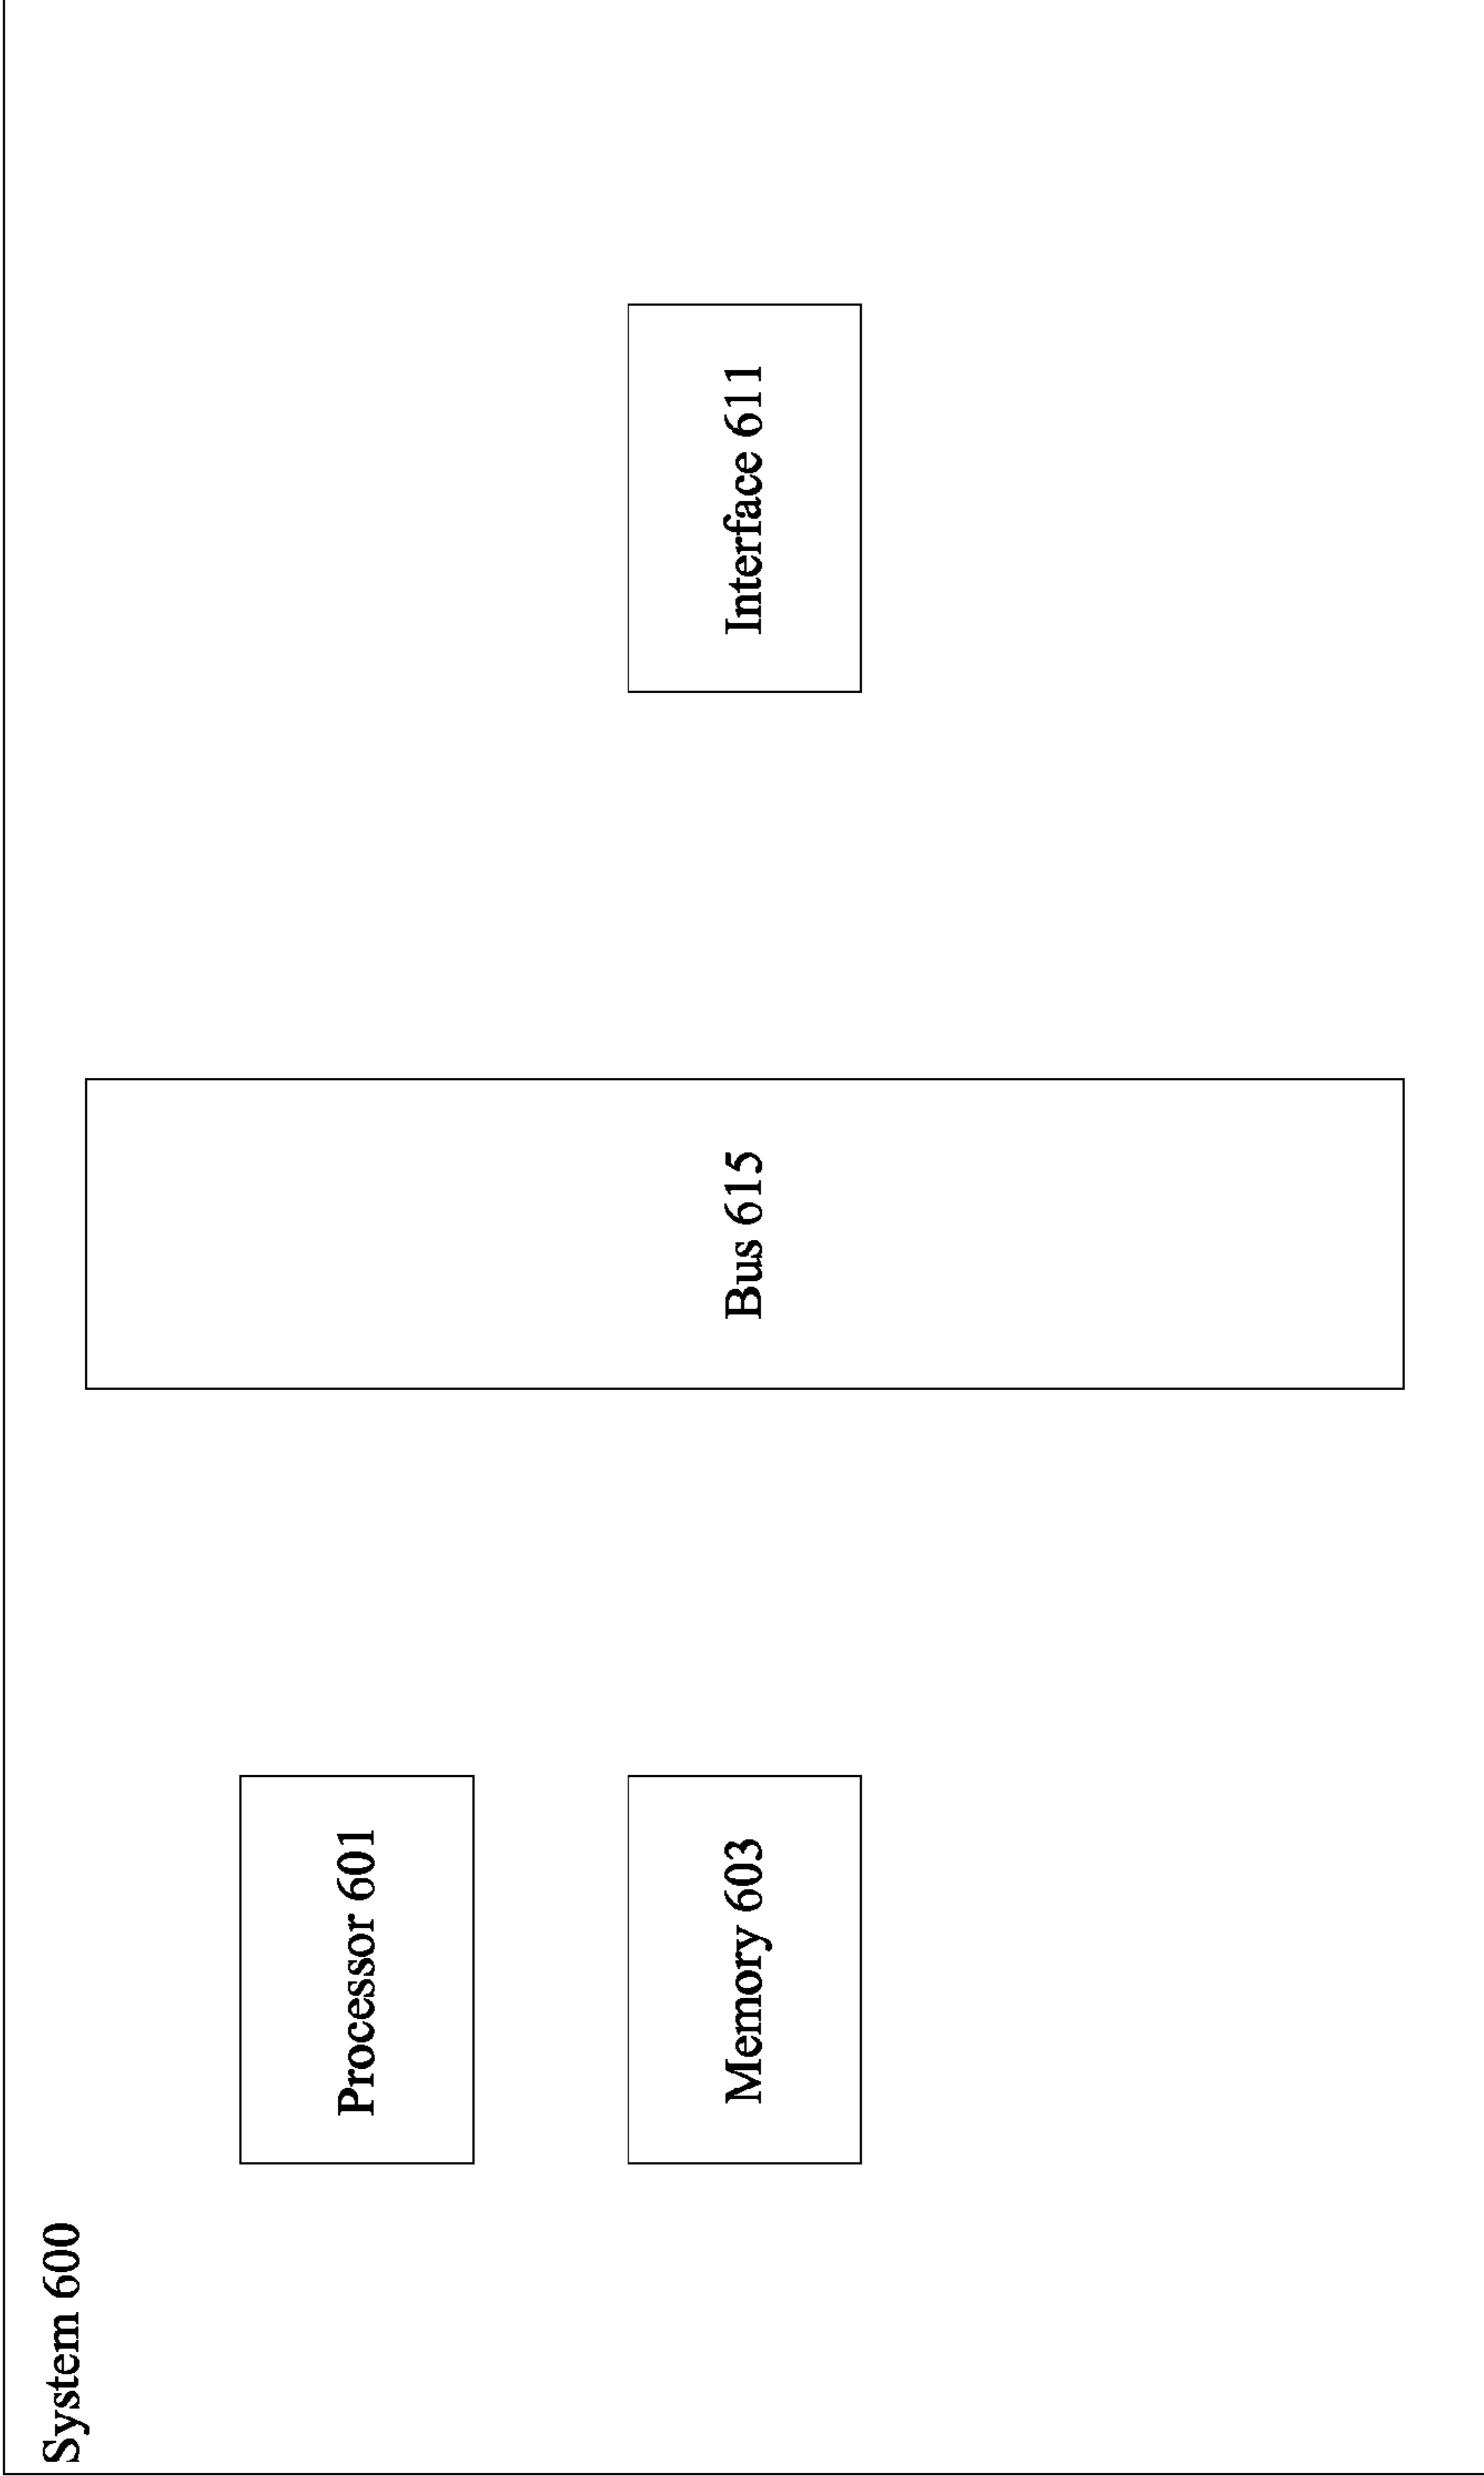 System 600
Processor 601
Memory 603
Bus 615
Interface 611